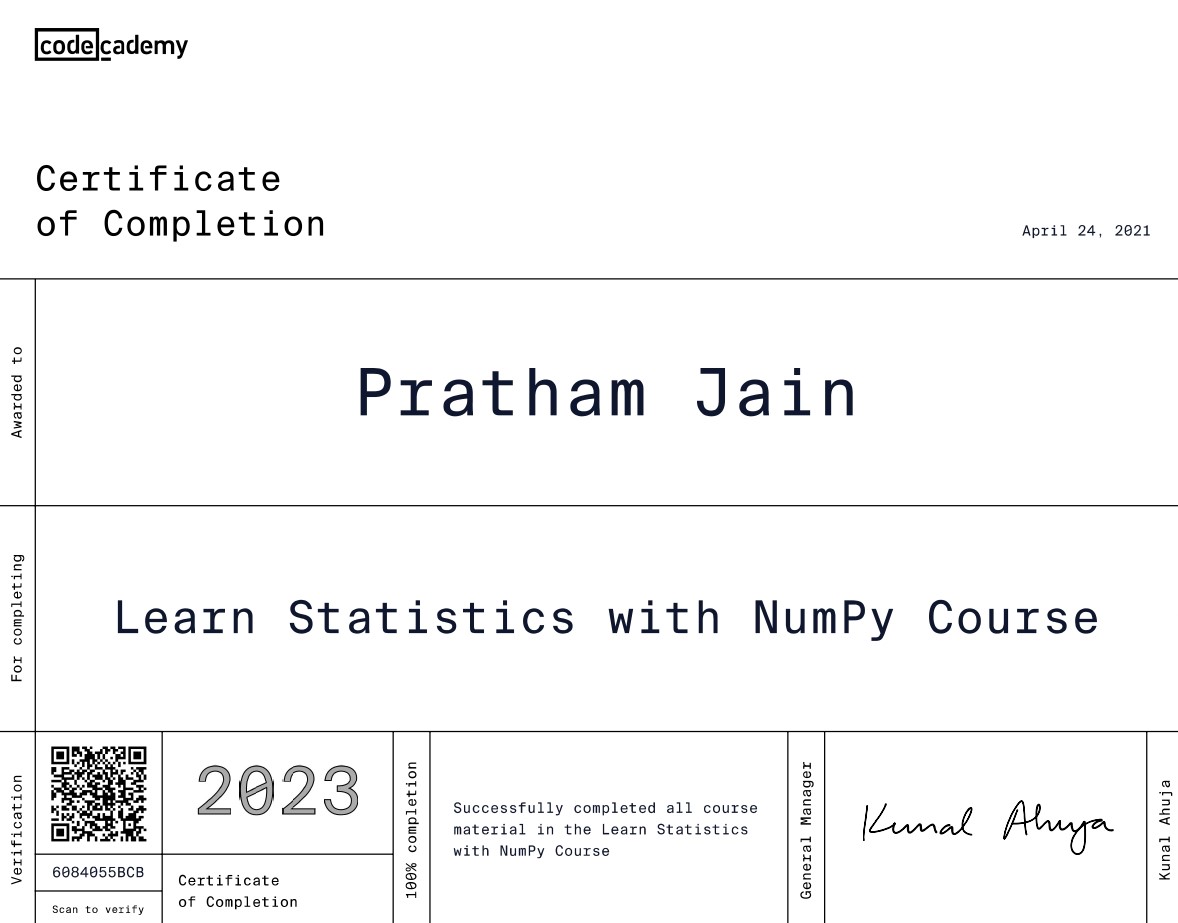 codecademy
Certificate
of Completion
April 24, 2021
Awarded to
Pratham Jain
For completing
Learn Statistics with NumPy Course
Verification
6084055BCB
Scan to verify
2023
Certificate
of Completion
100% completion
Successfully completed all course
material in the Learn Statistics
with NumPy Course
General Manager
Kunal Ahuja
Kunal Ahuja